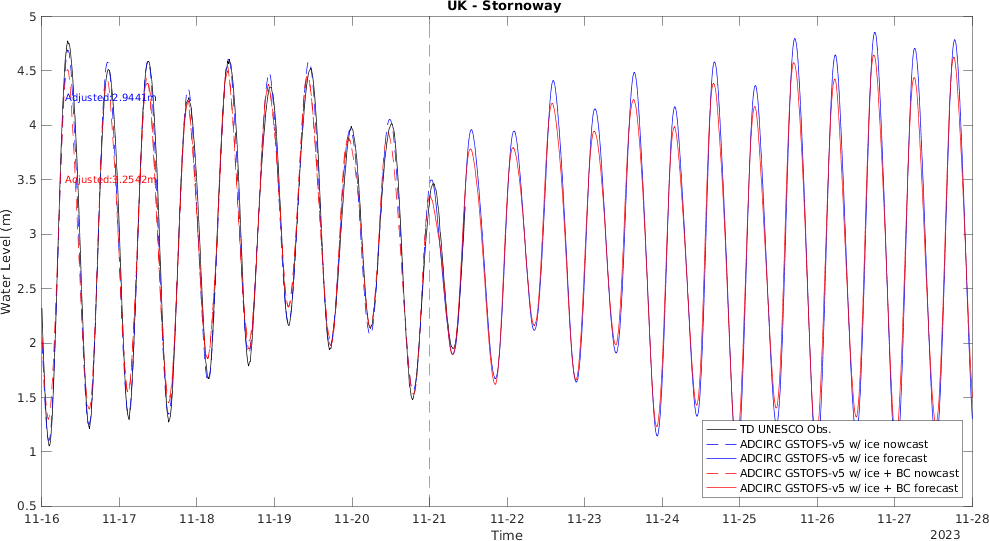 UK - Stornoway
5
4.5
4
3.5
3
2.5
2
1.5
1
0.5
Water Level (m)
Adjusted:2.9441m
Adjusted:3.2542m
TD UNESCO Obs.
ADCIRC GSTOFS-v5 w/ ice nowcast
ADCIRC GSTOFS-v5 w/ ice forecast
ADCIRC GSTOFS-v5 w/ ice + BC nowcast
ADCIRC GSTOFS-v5 w/ ice + BC forecast
11-16 11-17 11-18 11-19 11-20 11-21 11-22 11-23 11-24 11-25 11-26 11-27 11-28
Time
2023